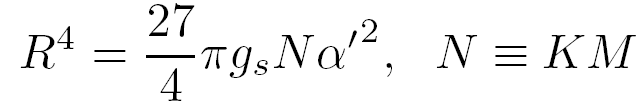 R^4 = \frac{27}{4} \pi g_s N \alpha'^2, \quad N \equiv KM